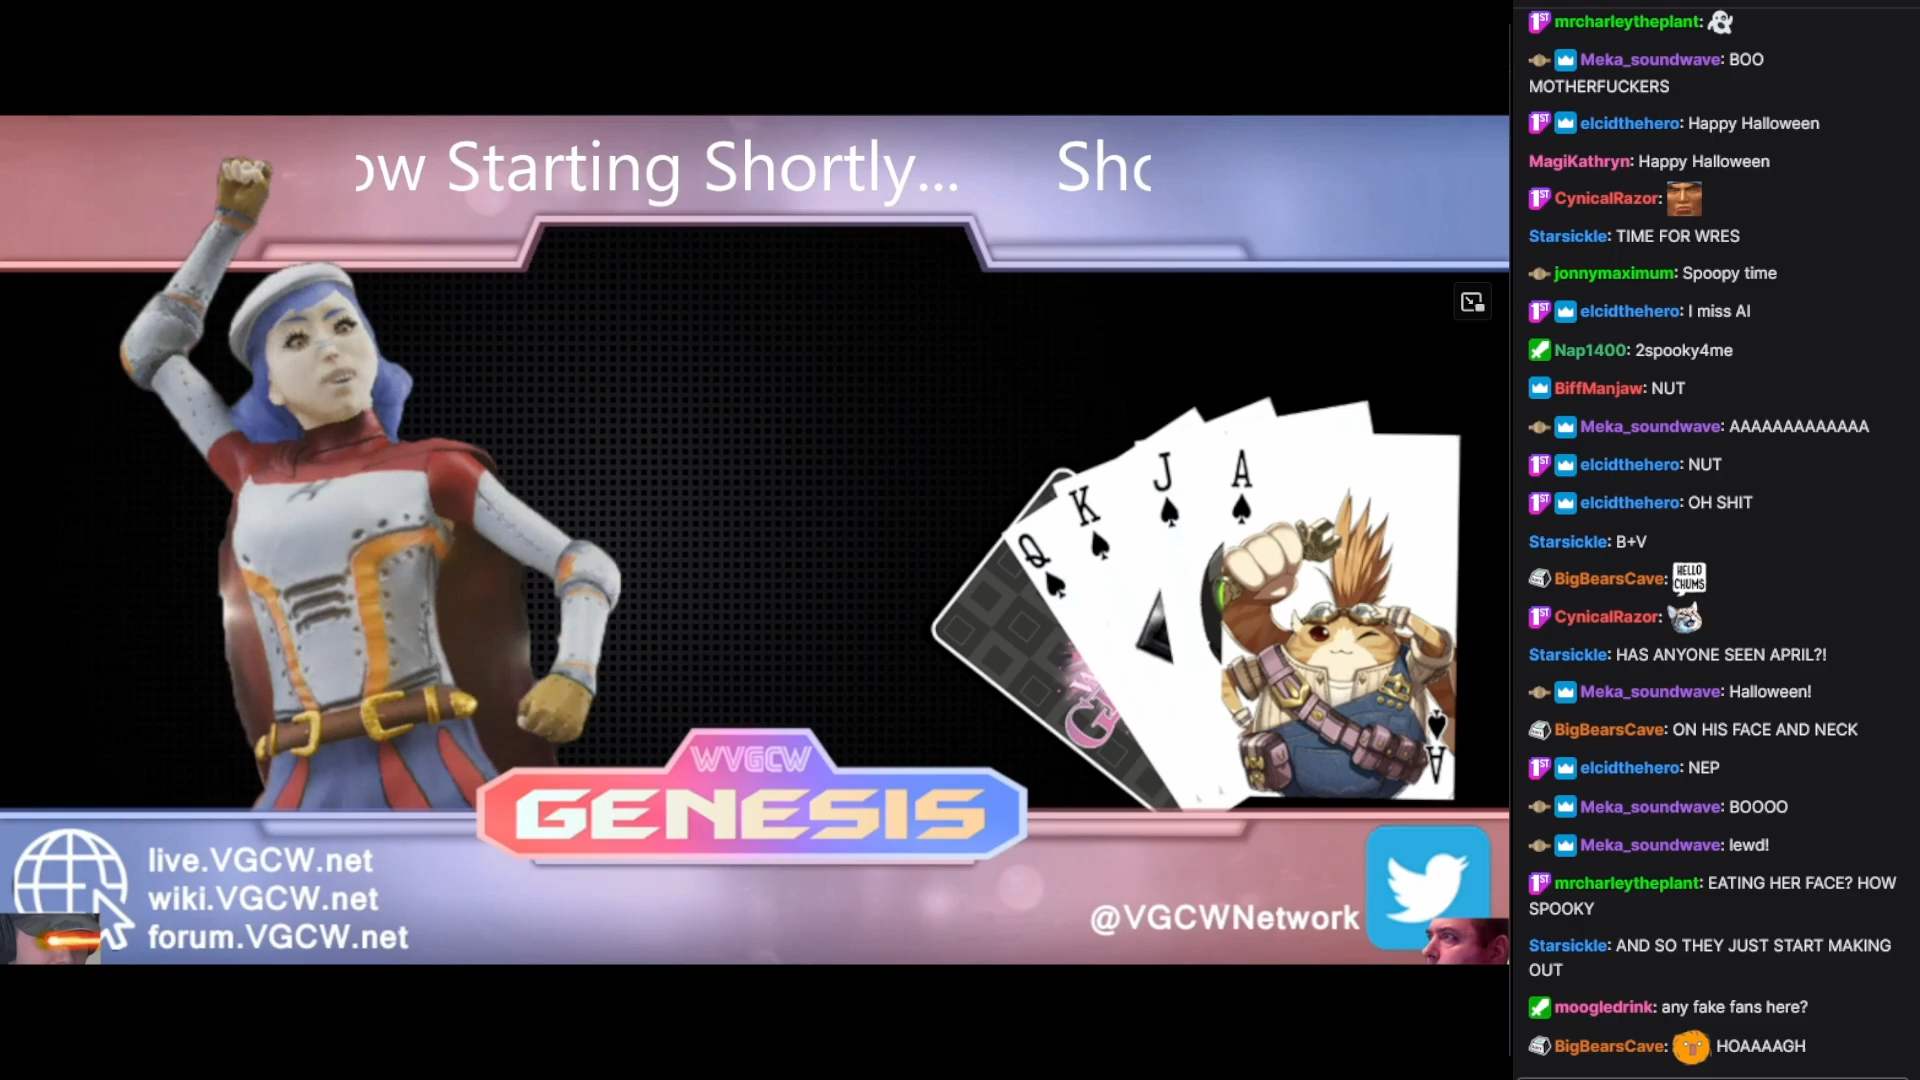 ow Starting Shortly... Sho
Q
K
J
A
A
WVGCW
GENESIS
live.VGCW.net
wiki.VGCW.net
forum.VGCW.net
@VGCWNetwork
mrcharleytheplant:
Meka_soundwave: BOO
MOTHERFUCKERS
elcidthehero: Happy Halloween
MagiKathryn: Happy Halloween
CynicalRazor:
Starsickle: TIME FOR WRES
jonnymaximum: Spoopy time
elcidthehero: I miss AI
Nap1400: 2spooky4me
BiffManjaw: NUT
Meka_soundwave: AAAAAAAAAAAAA
elcidthehero: NUT
elcidthehero: OH SHIT
Starsickle: B+V
BigBearsCave: HELLO CHUMS
CynicalRazor:
Starsickle: HAS ANYONE SEEN APRIL?!
Meka_soundwave: Halloween!
BigBearsCave: ON HIS FACE AND NECK
elcidthehero: NEP
Meka_soundwave: BOOOO
Meka_soundwave: lewd!
mrcharleytheplant: EATING HER FACE? HOW
SPOOKY
Starsickle: AND SO THEY JUST START MAKING
OUT
moogledrink: any fake fans here?
BigBearsCave: HOAAAAGH